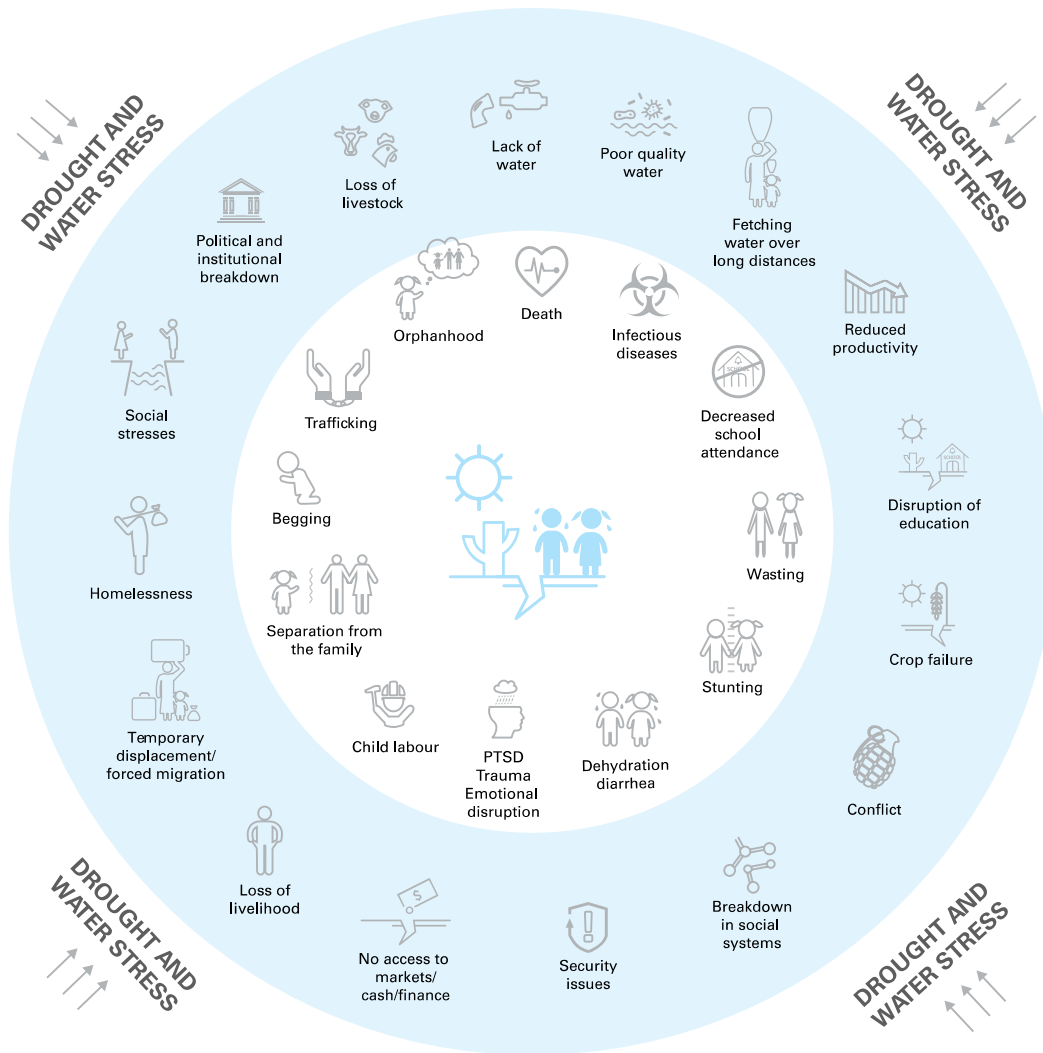 DROUGHT AND
WATER STRESS
DROUGHT AND
WATER STRESS
Lack of
water
Poor quality
water
Fetching
water over
long distances
Reduced
productivity
Disruption of
education
Crop failure
Conflict
Breakdown
in social
systems
Security
issues
No access to
markets/
cash/finance
Loss of
livelihood
Temporary
displacement/
forced migration
Homelessness
Social
stresses
Political and
institutional
breakdown
Loss of
livestock
Death
Infectious
diseases
SCHOOL
Decreased
school
attendance
SCHOOL
Wasting
Stunting
Dehydration
diarrhea
PTSD
Trauma
Emotional
disruption
Child labour
Separation from
the family
Begging
Trafficking
Orphanhood
$
DROUGHT AND
WATER STRESS
DROUGHT AND
WATER STRESS